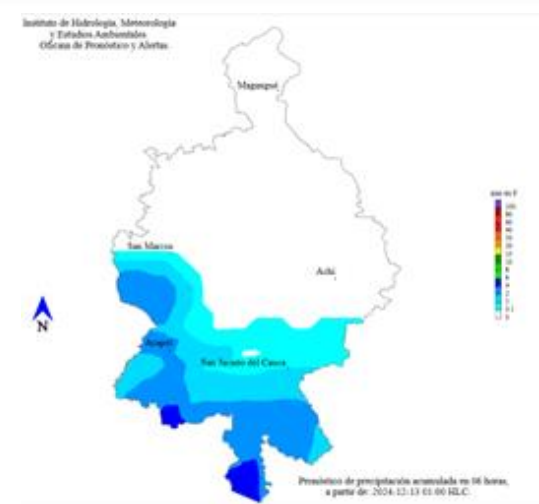 Instituto de Hidrología, Meteorología
y Estudios Ambientales
Oficina de Pronóstico y Alertas.
Magangué
San Marcos
Achí
Ayapel
San Jacinto del Cauca
N
100
Pronóstico de precipitación acumulada en 06 horas,
a partir de: 2024-12-13 01:00 HLC.